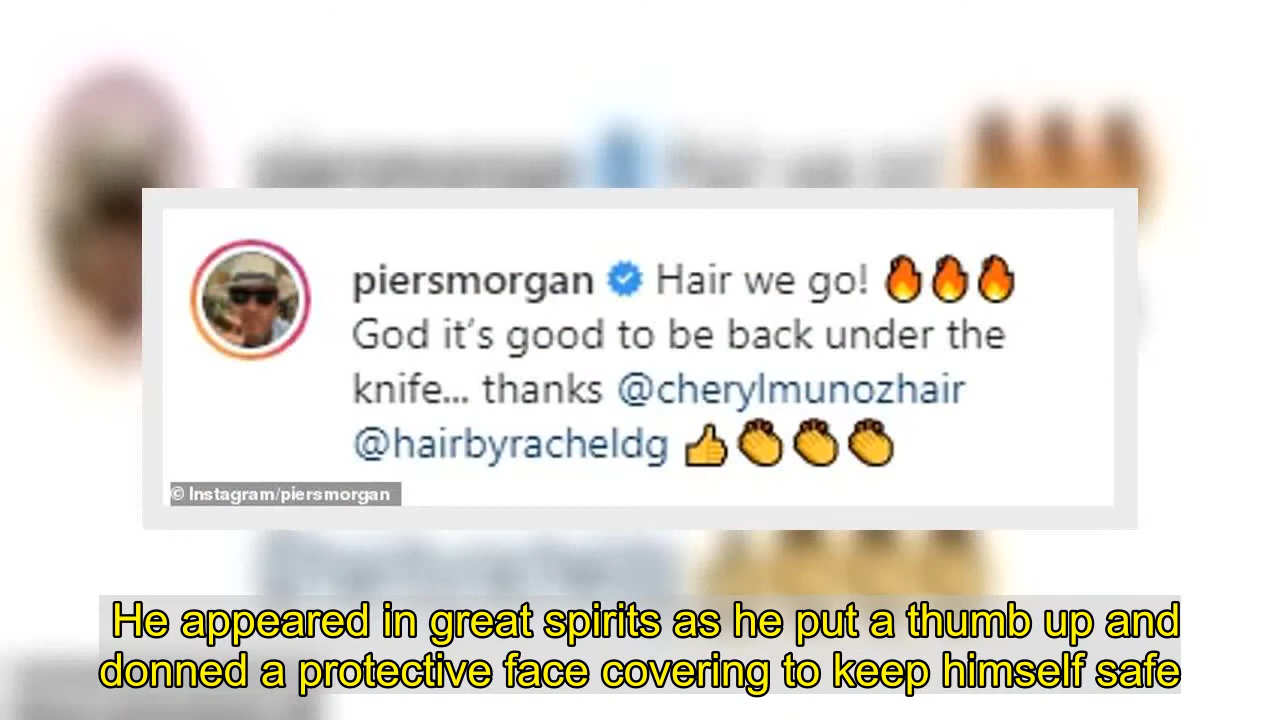 piersmorgan Hair we go! 🔥🔥🔥
God it's good to be back under the
knife... thanks @cherylmunozhair
@hairbyracheldg 👍👏👏👏
© Instagram/piersmorgan
He appeared in great spirits as he put a thumb up and
donned a protective face covering to keep himself safe